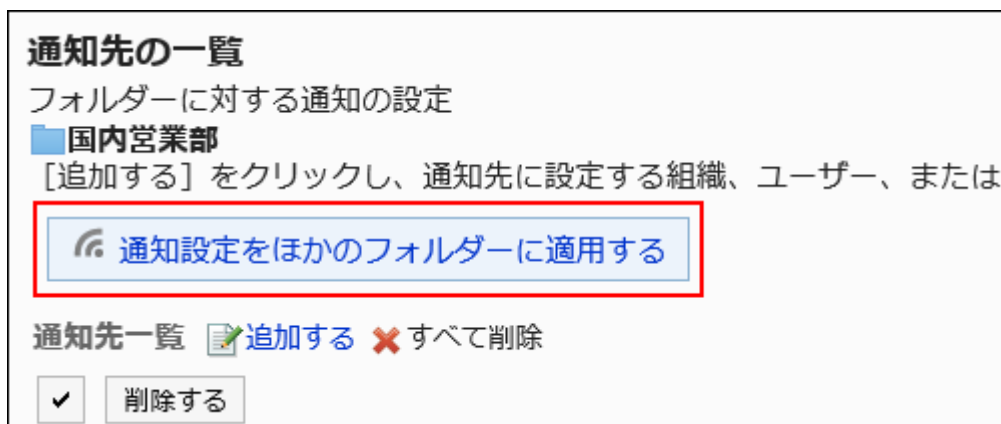 通知先の一覧
フォルダーに対する通知の設定
国内営業部
[追加する] をクリックし、通知先に設定する組織、ユーザー、または
通知設定をほかのフォルダーに適用する
通知先一覧 追加する すべて削除
削除する